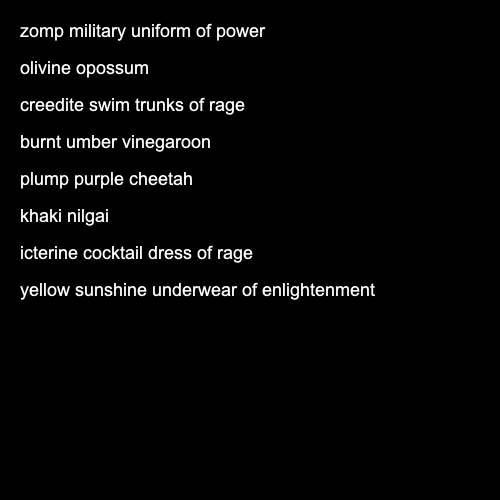 zomp military uniform of power
olivine opossum
creedite swim trunks of rage
burnt umber vinegaroon
plump purple cheetah
khaki nilgai
icterine cocktail dress of rage
yellow sunshine underwear of enlightenment